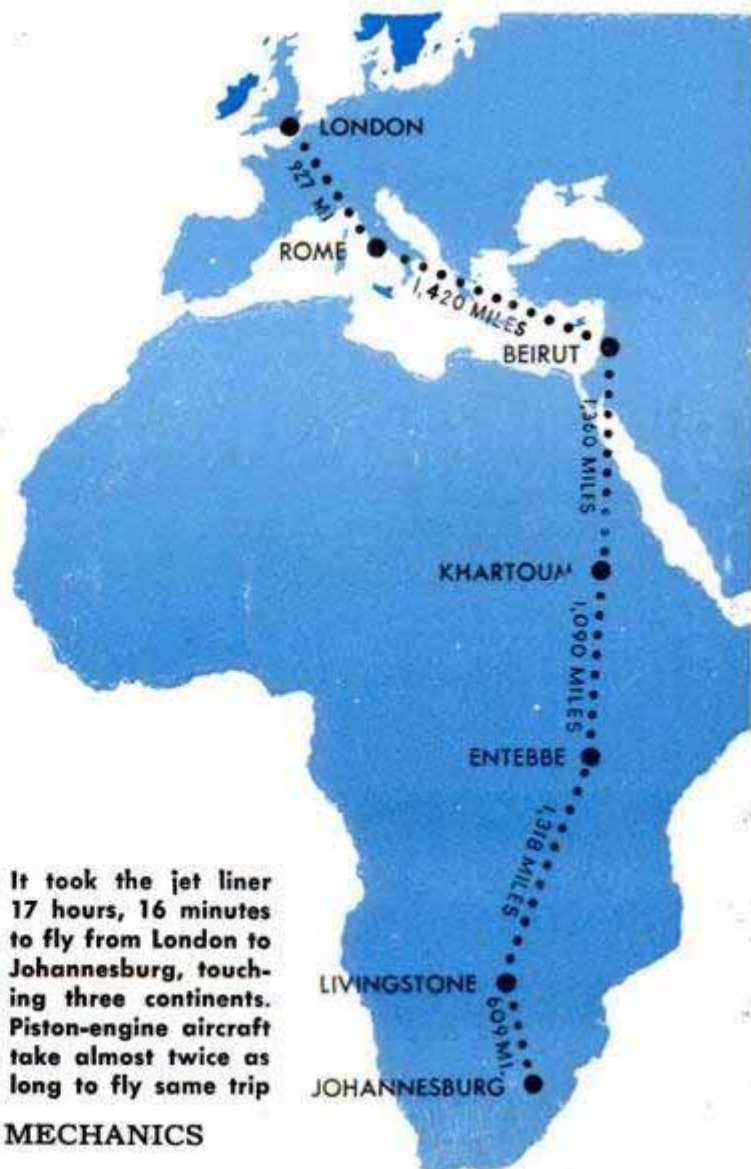 LONDON
927 MI
ROME
1,420 MILES
BEIRUT
1,360 MILES
KHARTOUM
1,090 MILES
ENTEBBE
1,318 MILES
LIVINGSTONE
609 MI.
JOHANNESBURG
It took the jet liner
17 hours, 16 minutes
to fly from London to
Johannesburg, touch-
ing three continents.
Piston-engine aircraft
take almost twice as
long to fly same trip
MECHANICS